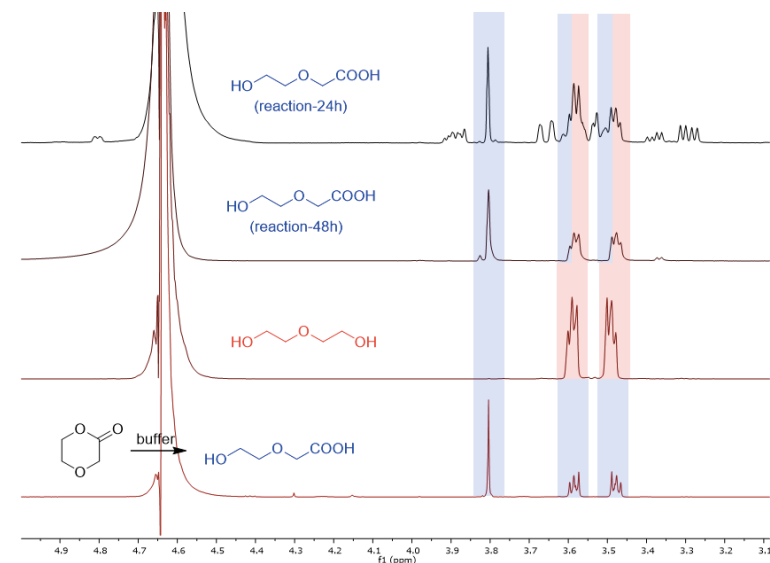 HO O COOH
(reaction-24h)
HO O COOH
(reaction-48h)
HO O OH
O O
O
buffer
HO O COOH
4.9 4.8 4.7 4.6 4.5 4.4 4.3 4.2 4.1 4.0 3.9 3.8 3.7 3.6 3.5 3.4 3.3 3.2 3.1
f1 (ppm)